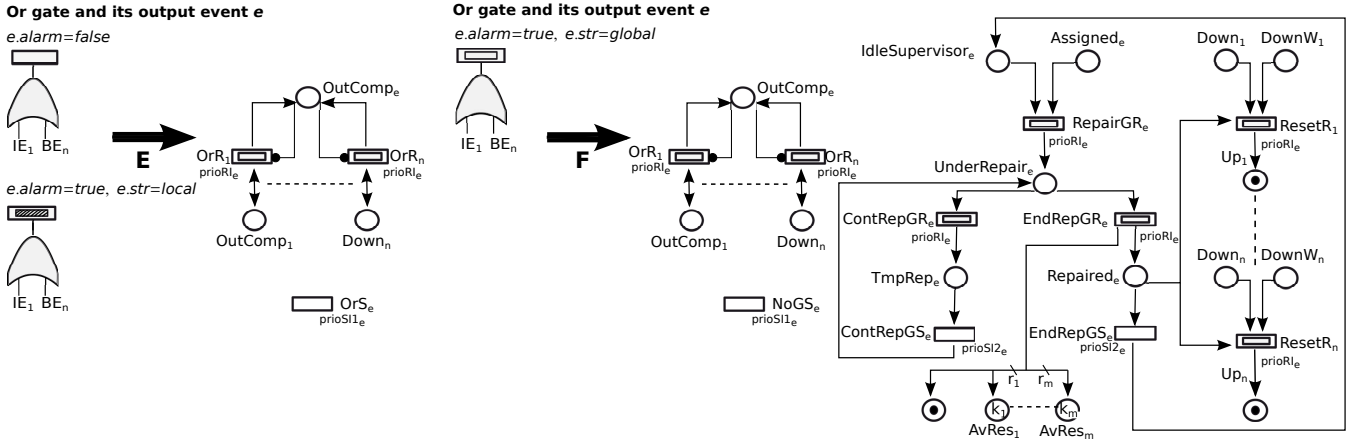 Or gate and its output event e
e.alarm=false
IE1 BEn
e.alarm=true, e.str=local
IE1 BEn
E
OutCompe
OrR1
prioRIe
OrRn
prioRIe
OutComp1
Downn
OrSe
prioSI1e
Or gate and its output event e
e.alarm=true, e.str=global
IE1 BEn
F
OutCompe
OrR1
prioRIe
OrRn
prioRIe
OutComp1
Downn
NoGSe
prioSI1e
IdleSupervisore
Assignede
RepairGRe
prioRIe
UnderRepaire
ContRepGRe
prioRIe
EndRepGRe
prioRIe
TmpRepe
Repairede
ContRepGSe
prioSI2e
EndRepGSe
prioSI2e
r1
rm
k1
km
AvRes1
AvResm
Down1
DownW1
ResetR1
prioRIe
Up1
Downn
DownWn
ResetRn
prioRIe
Upn